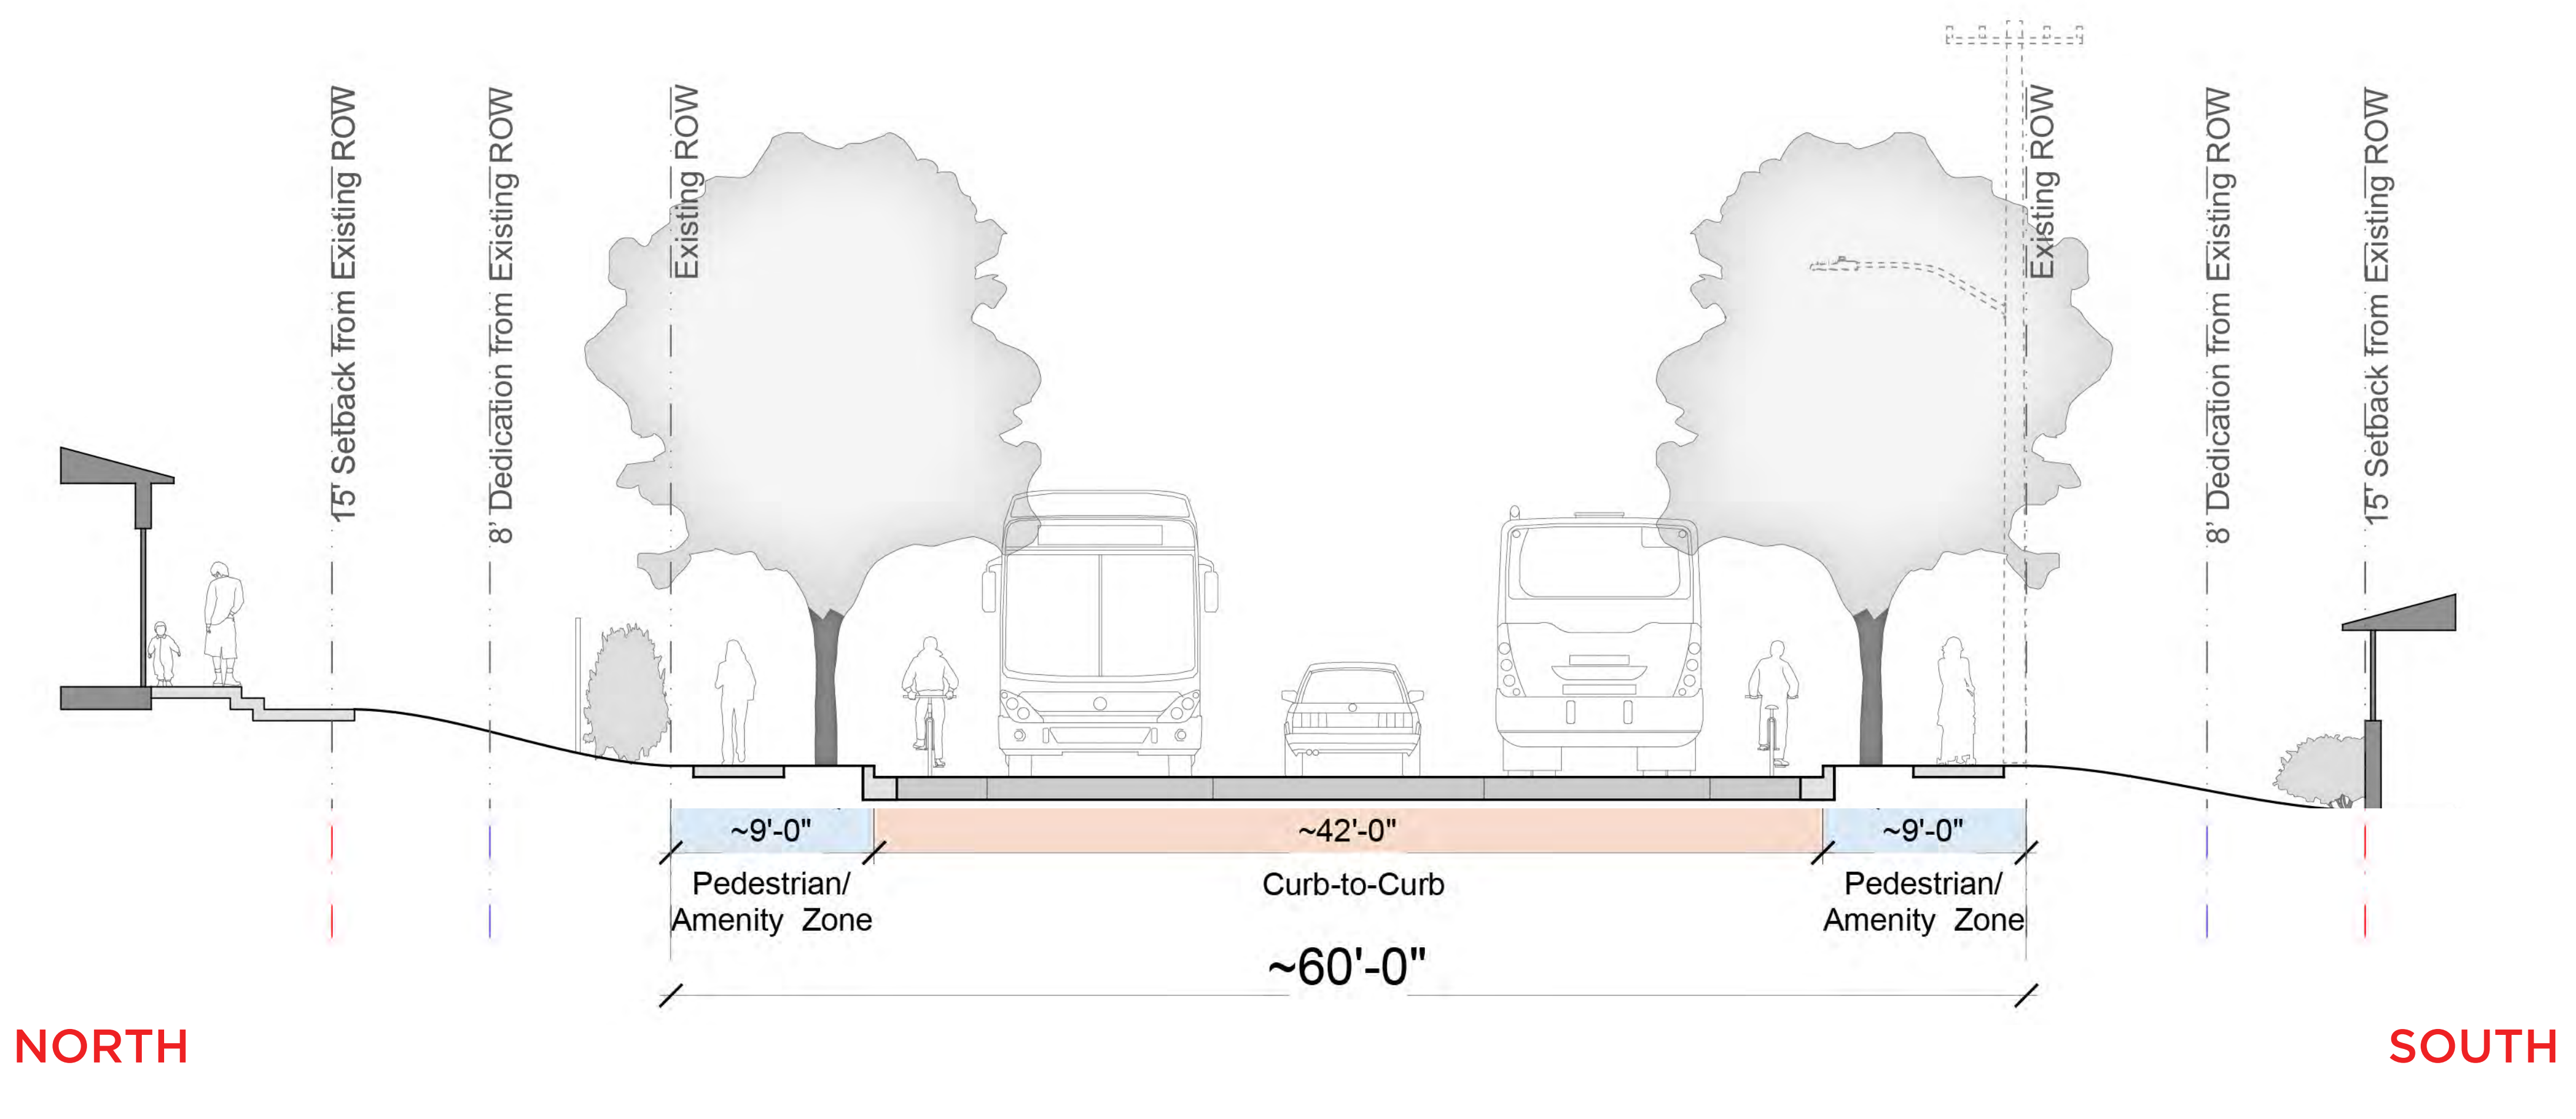 15' Setback from Existing ROW
8' Dedication from Existing ROW
Existing ROW
Existing ROW
8' Dedication from Existing ROW
15' Setback from Existing ROW
~9'-0"
~42'-0"
~9'-0"
Pedestrian/
Amenity Zone
Curb-to-Curb
Pedestrian/
Amenity Zone
~60'-0"
NORTH
SOUTH